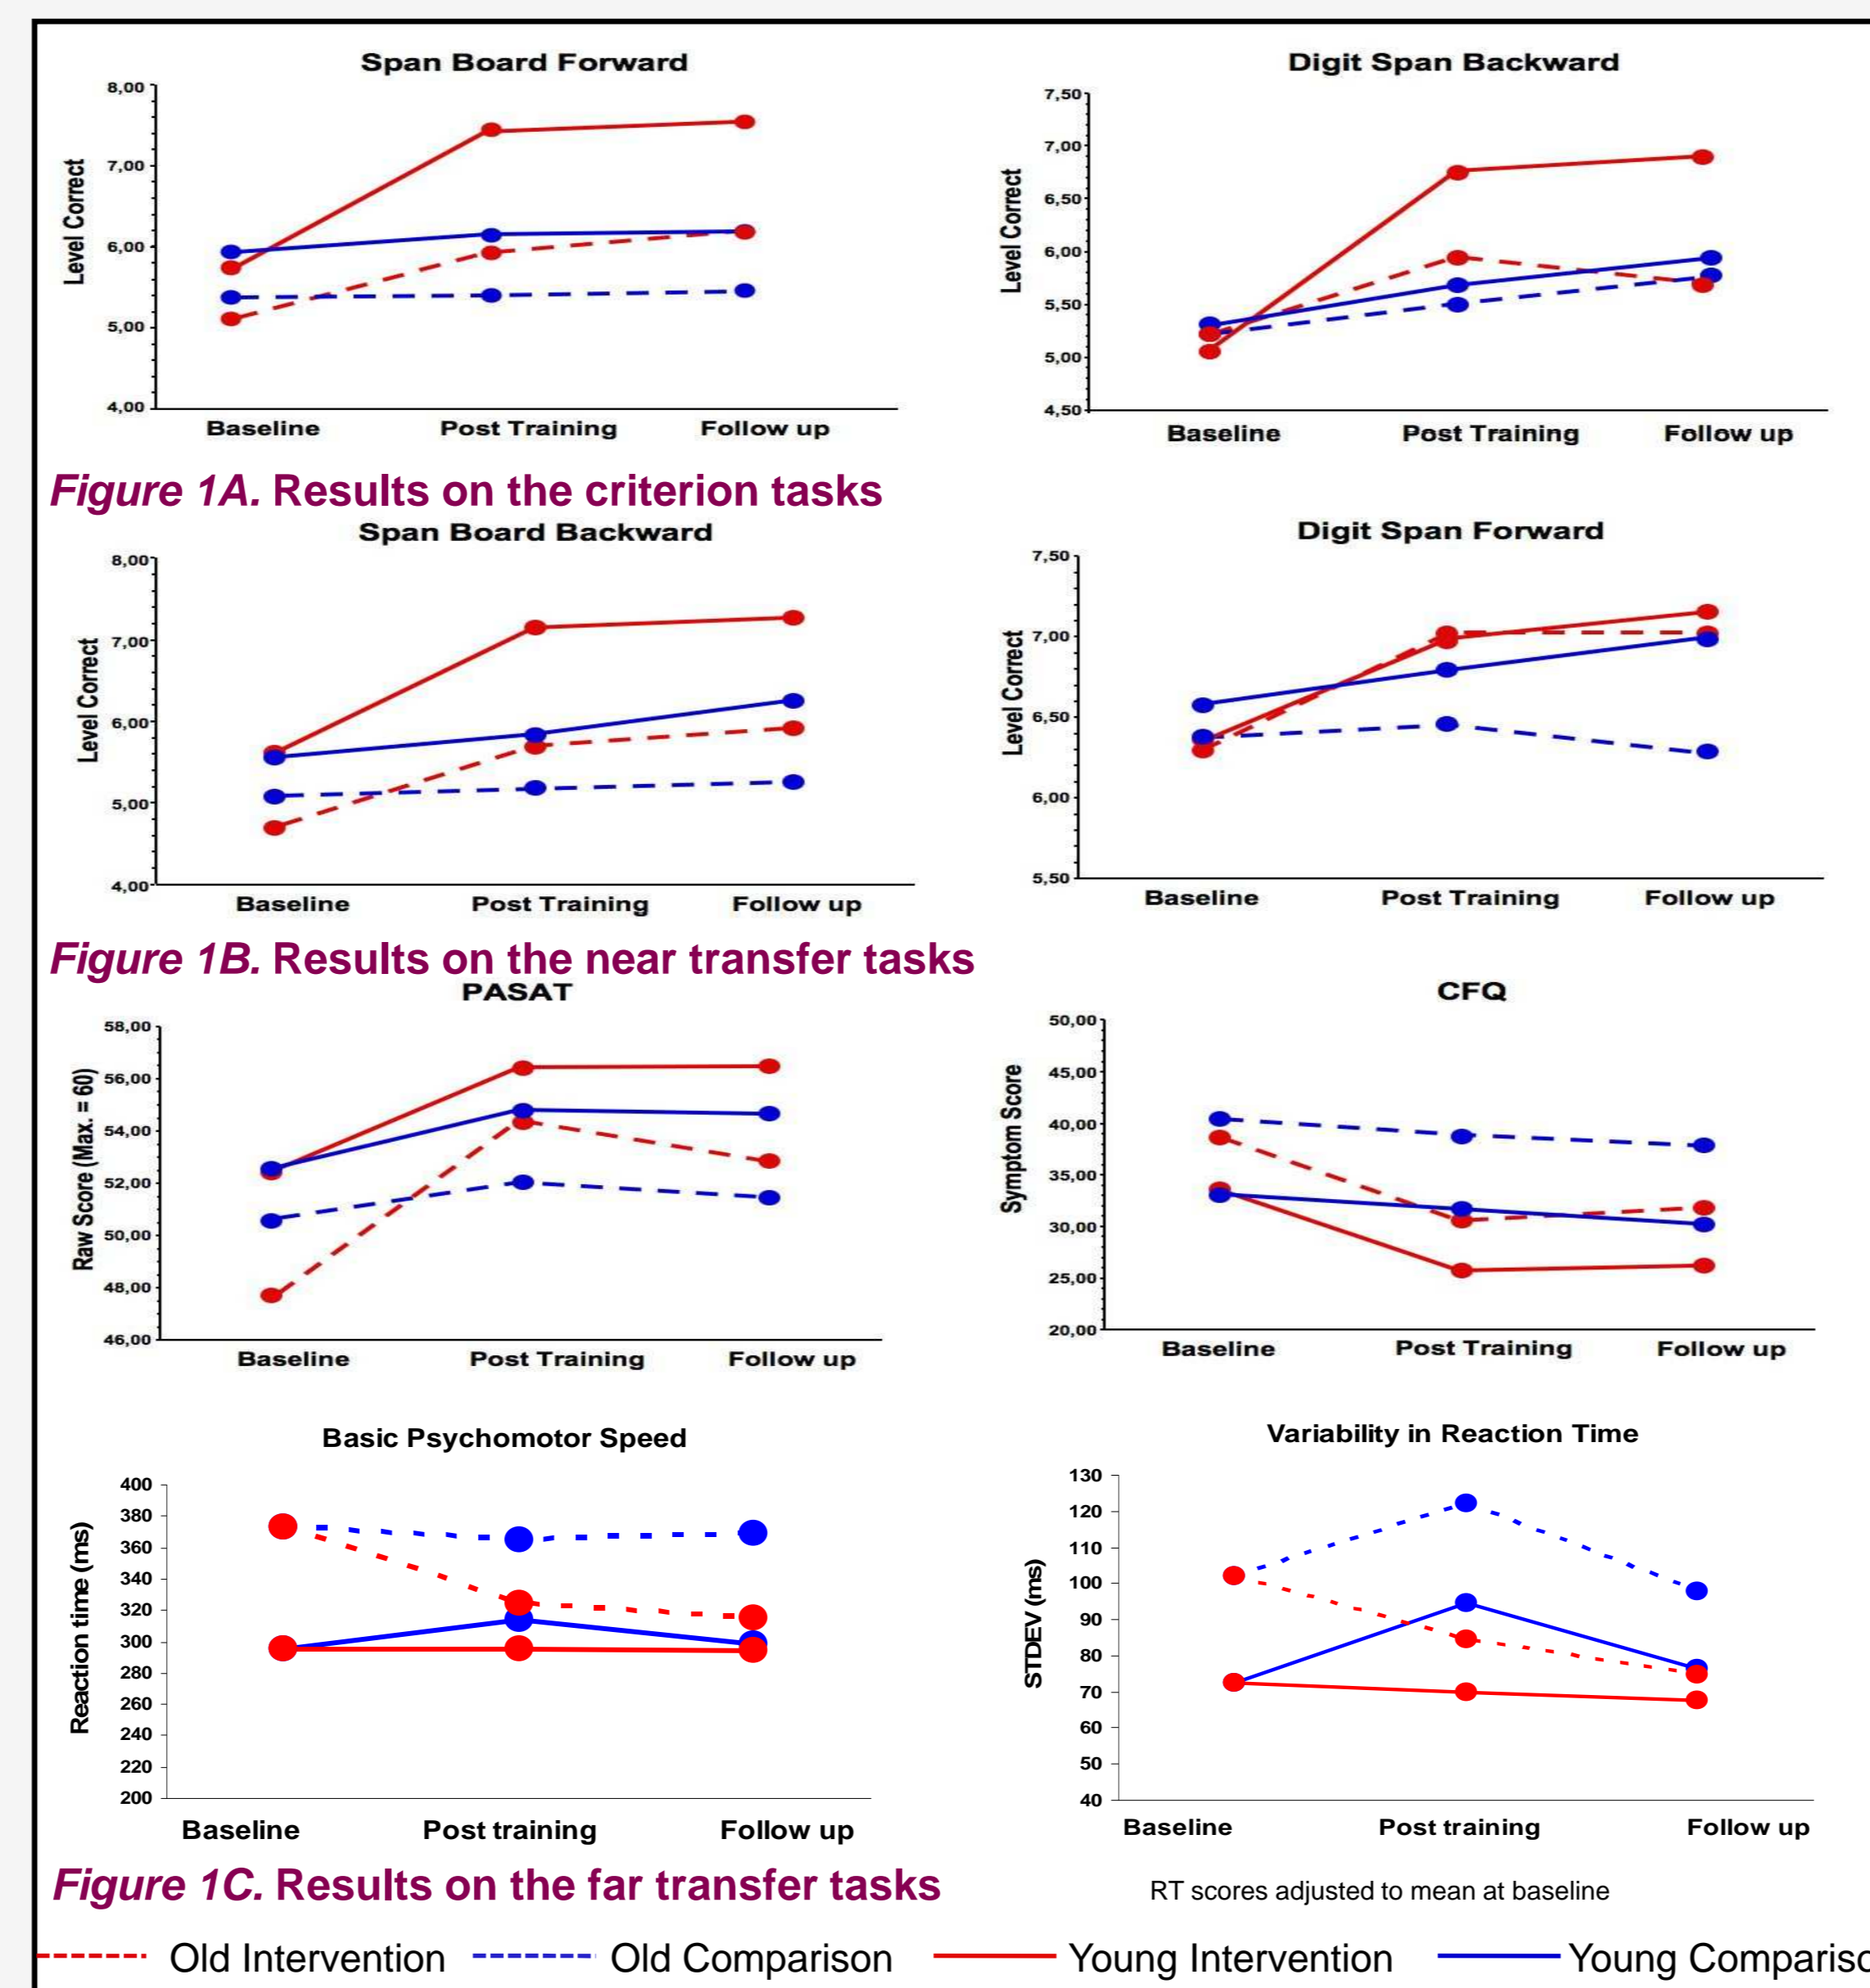 Span Board Forward
8,00
7,00
6,00
5,00
4,00
Level Correct
Baseline Post Training Follow up
Digit Span Backward
7,50
7,00
6,50
6,00
5,50
5,00
4,50
Level Correct
Baseline Post Training Follow up
Figure 1A. Results on the criterion tasks
Span Board Backward
8,00
7,00
6,00
5,00
4,00
Level Correct
Baseline Post Training Follow up
Digit Span Forward
7,50
7,00
6,50
6,00
5,50
Level Correct
Baseline Post Training Follow up
Figure 1B. Results on the near transfer tasks
PASAT
58,00
56,00
54,00
52,00
50,00
48,00
46,00
Raw Score (Max. = 60)
Baseline Post Training Follow up
CFQ
50,00
45,00
40,00
35,00
30,00
25,00
20,00
Symptom Score
Baseline Post Training Follow up
Basic Psychomotor Speed
400
380
360
340
320
300
280
260
240
220
200
Reaction time (ms)
Baseline Post training Follow up
Variability in Reaction Time
130
120
110
100
90
80
70
60
50
40
STDEV (ms)
Baseline Post training Follow up
Figure 1C. Results on the far transfer tasks
RT scores adjusted to mean at baseline
Old Intervention Old Comparison Young Intervention Young Compariso